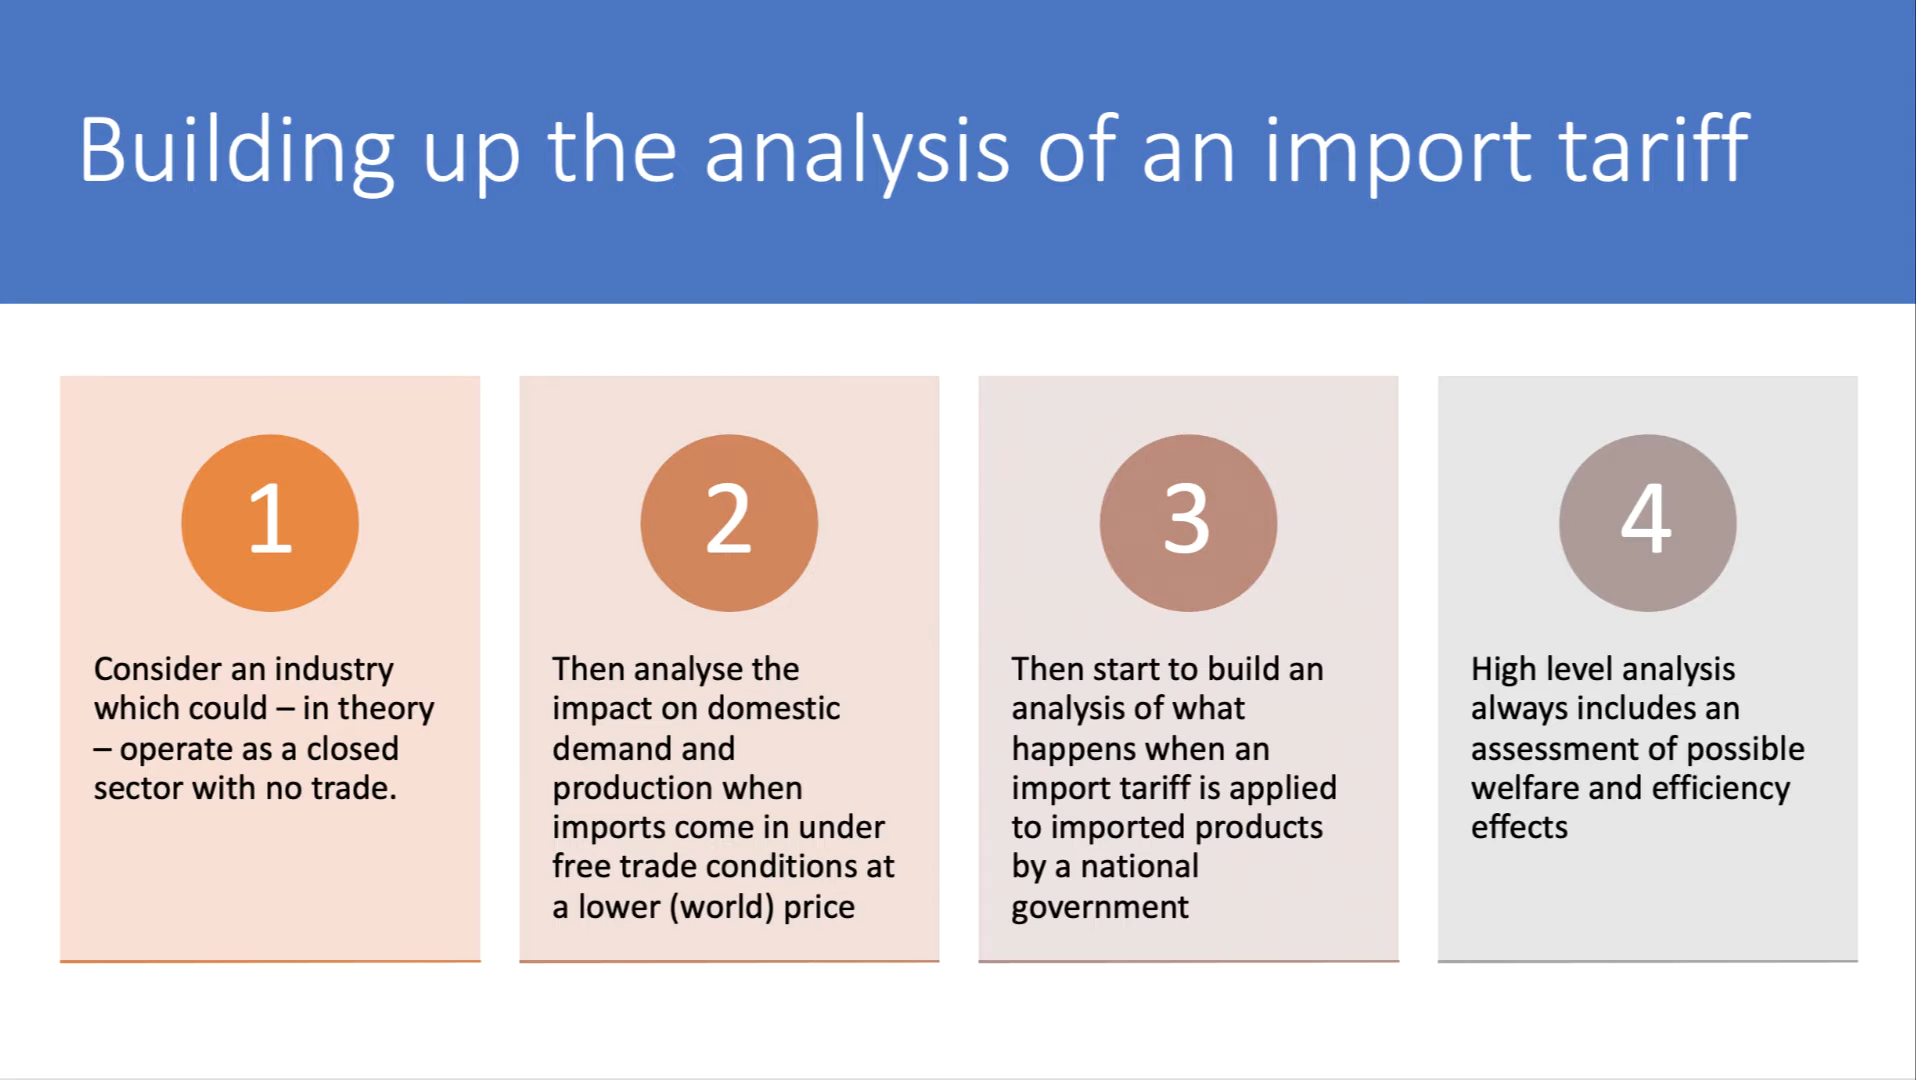 Building up the analysis of an import tariff
1
Consider an industry
which could – in theory
– operate as a closed
sector with no trade.
2
Then analyse the
impact on domestic
demand and
production when
imports come in under
free trade conditions at
a lower (world) price
3
Then start to build an
analysis of what
happens when an
import tariff is applied
to imported products
by a national
government
4
High level analysis
always includes an
assessment of possible
welfare and efficiency
effects